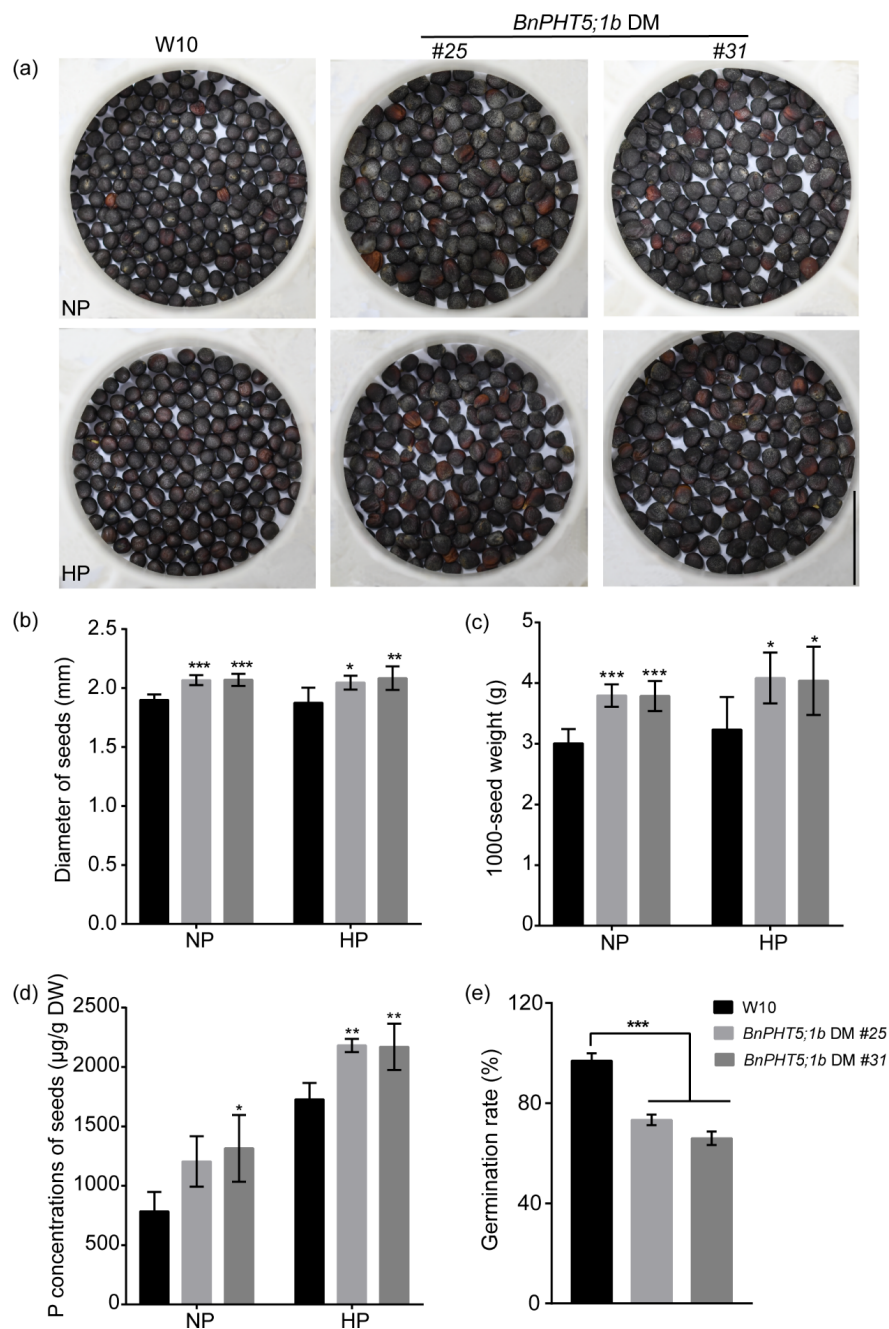 BnPHT5;1b DM
W10
#25
#31
(a)
NP
HP
(b)
Diameter of seeds (mm)
2.5
2.0
1.5
1.0
0.5
0.0
*** ***
* **
NP HP
(c)
1000-seed weight (g)
5
4
3
2
1
0
*** ***
* *
NP HP
(d)
P concentrations of seeds (µg/g DW)
2500
2000
1500
1000
500
0
*
** **
NP HP
(e)
Germination rate (%)
120
80
40
0
***
W10
BnPHT5;1b DM #25
BnPHT5;1b DM #31